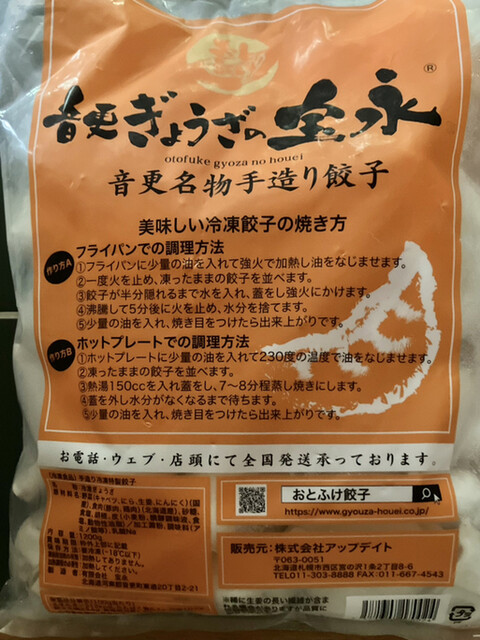 音更ぎょうざの宝永®
otofuke gyoza no houei
音更名物手造り餃子
美味しい冷凍餃子の焼き方
作り方A
フライパンでの調理方法
①フライパンに少量の油を入れて強火で加熱し油をなじませます。
②一度火を止め、凍ったままの餃子を並べます。
③餃子が半分隠れるまで水を入れ、蓋をし強火にかけます。
④沸騰して5分後に火を止め、水分を捨てます。
⑤少量の油を入れ、焼き目をつけたら出来上がりです。
作り方B
ホットプレートでの調理方法
①ホットプレートに少量の油を入れて230度の温度で油をなじませます。
②凍ったままの餃子を並べます。
③熱湯150ccを入れ蓋をし、7〜8分程蒸し焼きにします。
④蓋を外し水分がなくなるまで待ちます。
⑤少量の油を入れ、焼き目をつけたら出来上がりです。
お電話・ウェブ・店頭にて全国発送承っております。
おとふけ餃子
https://www.gyouza-houei.co.jp/
販売元：株式会社アップデイト
〒063-0051
北海道札幌市西区宮の沢1条2丁目8-6
TEL011-303-8888 FAX011-667-4543
プラ